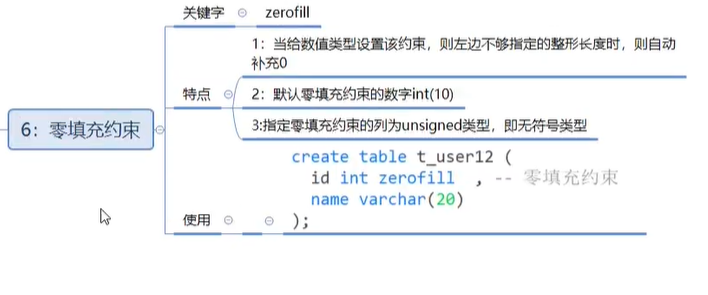 关键字
zerofill
1：当给数值类型设置该约束，则左边不够指定的整形长度时，则自动
补充0
特点
2：默认零填充约束的数字int(10)
3:指定零填充约束的列为unsigned类型，即无符号类型
6：零填充约束
create table t_user12 (
id int zerofill , -- 零填充约束
name varchar(20)
使用
);